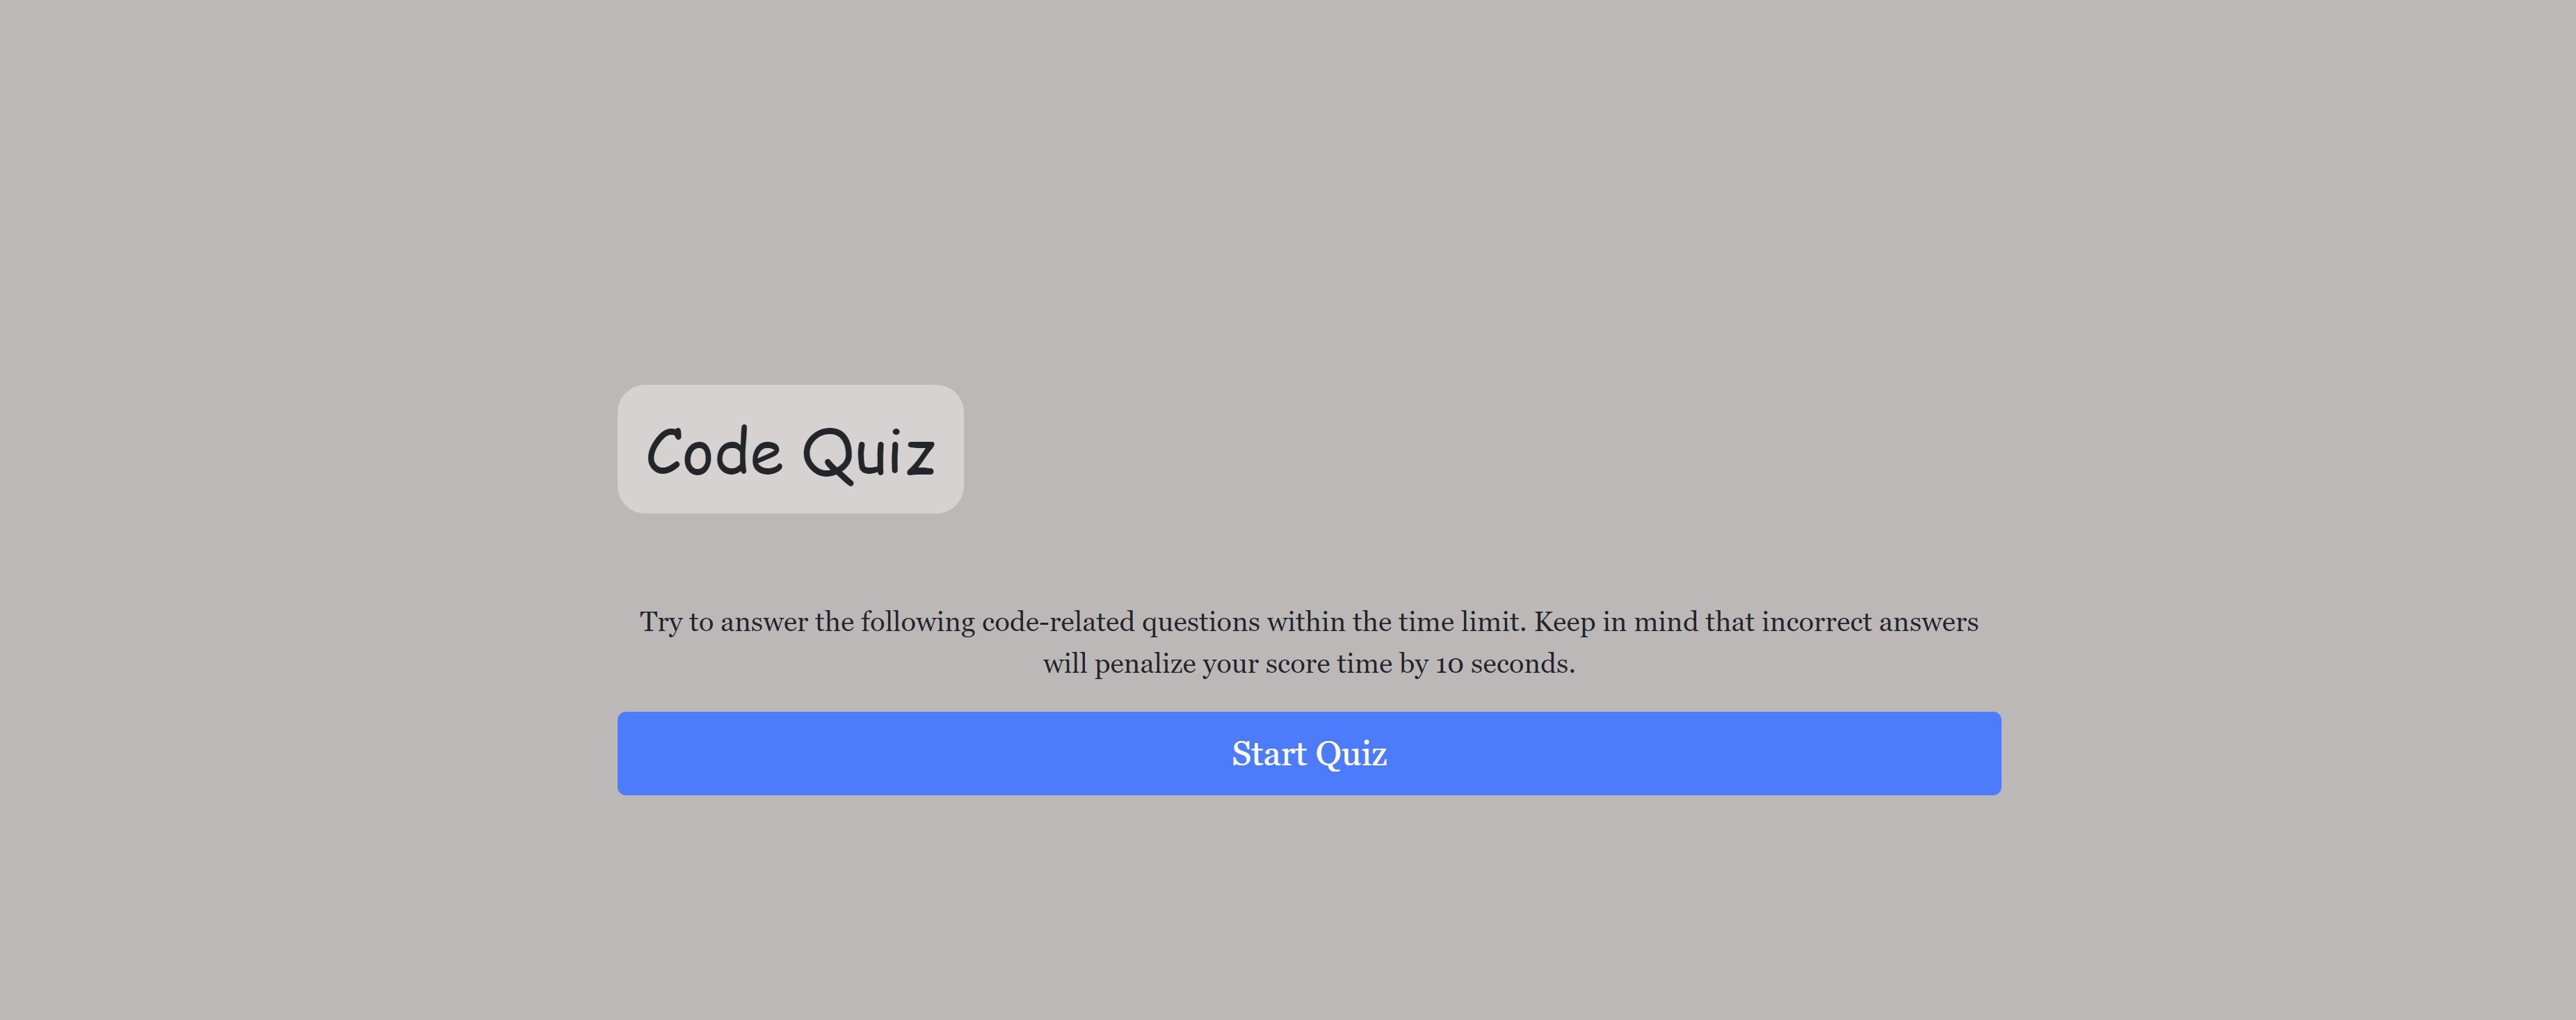 Code Quiz
Try to answer the following code-related questions within the time limit. Keep in mind that incorrect answers
will penalize your score time by 10 seconds.
Start Quiz